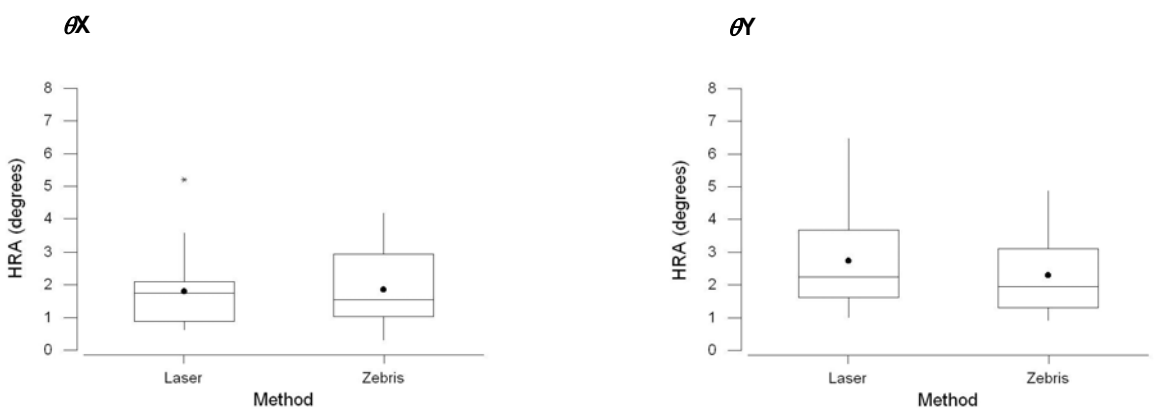 θX
8
7
6
5
4
3
2
1
0
HRA (degrees)
Laser
Zebris
Method
θY
8
7
6
5
4
3
2
1
0
HRA (degrees)
Laser
Zebris
Method